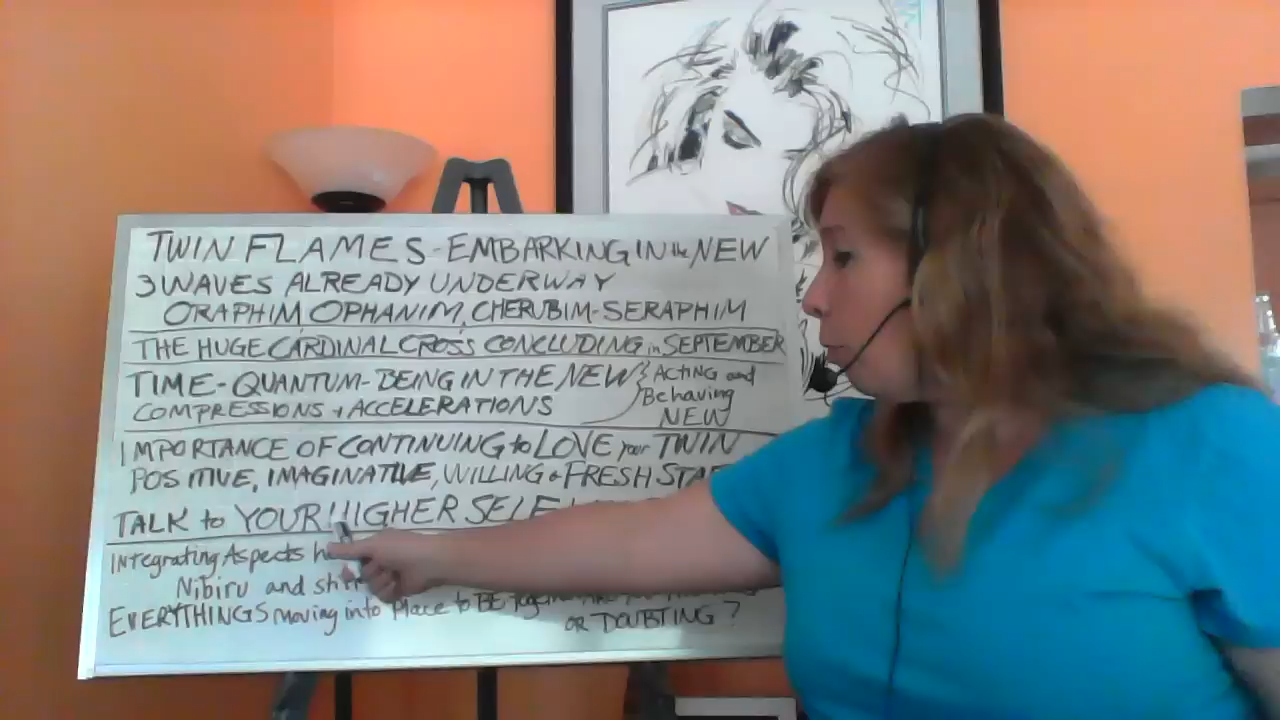 TWIN FLAMES - EMBARKING IN the NEW
3 WAVES ALREADY UNDERWAY
ORAPHIM, OPHANIM, CHERUBIM-SERAPHIM
THE HUGE CARDINAL CROSS CONCLUDING in SEPTEMBER
TIME - QUANTUM - BEING IN THE NEW
COMPRESSIONS + ACCELERATIONS
ACTING and
Behaving
NEW
IMPORTANCE OF CONTINUING to LOVE your TWIN
POSITIVE, IMAGINATIVE, WILLING & FRESH
TALK to YOUR HIGHER SELF
Integrating Aspects
Nibiru and
EVERYTHINGS moving into Place to BE
OR DOUBTING?